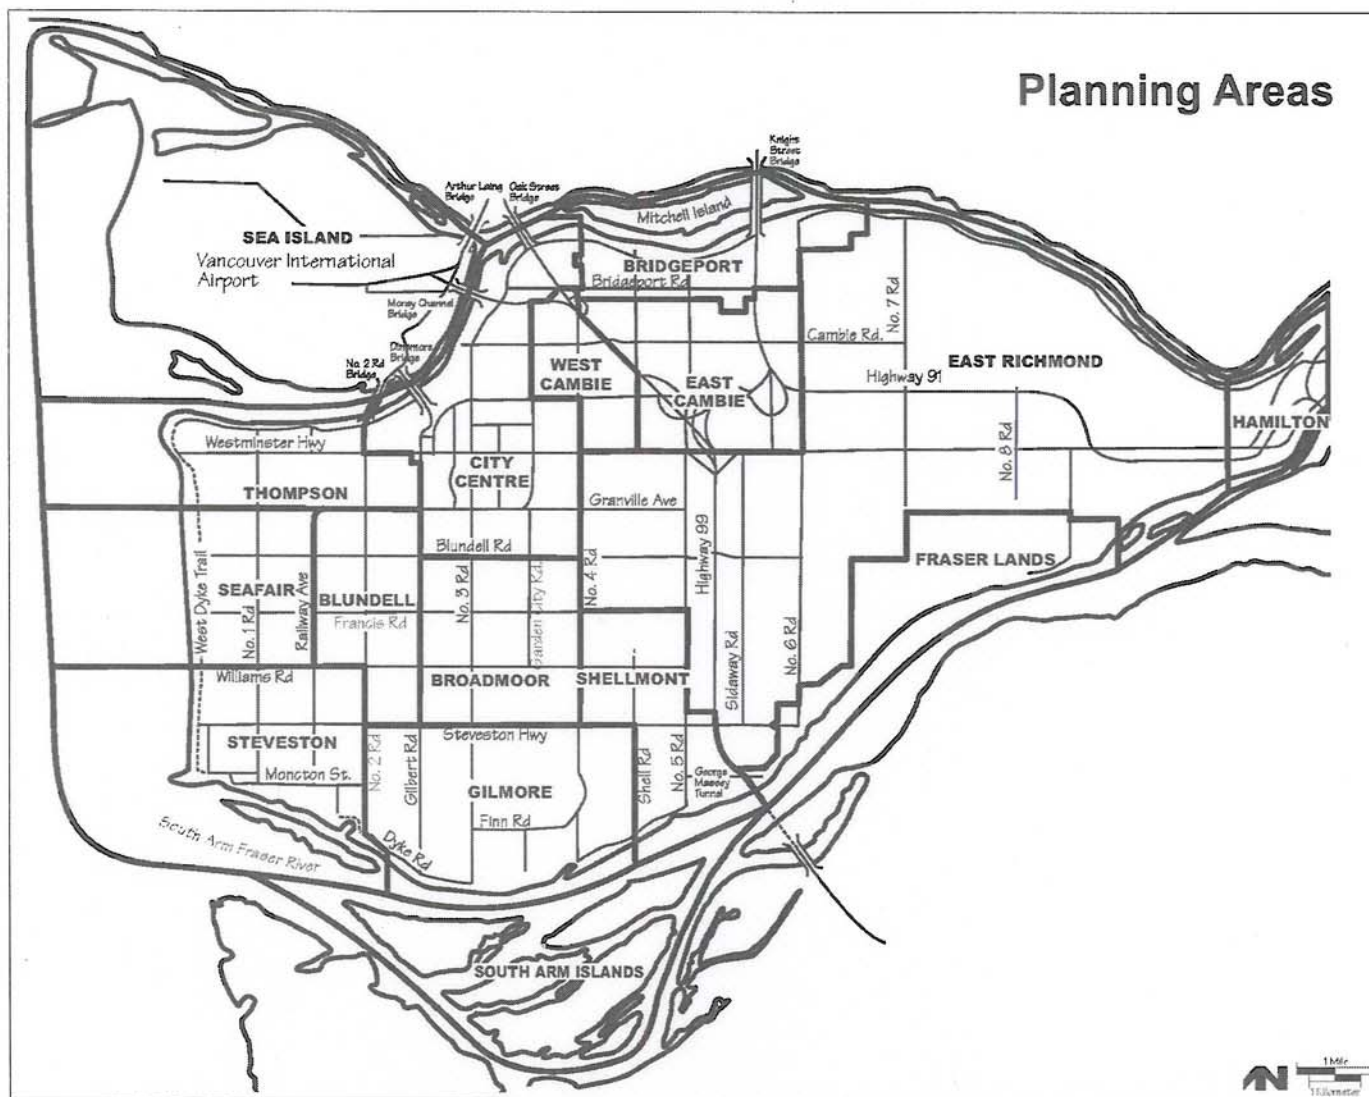 Planning Areas
Knight
Street
Bridge
Arthur Laing
Bridge
Oak Street
Bridge
Mitchell Island
SEA ISLAND
Vancouver International
Airport
BRIDGEPORT
Bridgeport Rd
Moray Channel
Bridge
No. 7 Rd
Cambie Rd.
Dinsmore
Bridge
No. 2 Rd
Bridge
WEST
CAMBIE
EAST
CAMBIE
EAST RICHMOND
Highway 91
HAMILTON
Westminster Hwy
No. 8 Rd
CITY
CENTRE
THOMPSON
Granville Ave
Highway 99
Blundell Rd
FRASER LANDS
West Dyke Trail
SEAFAIR
No. 1 Rd
Railway Ave
BLUNDELL
Francis Rd
No. 3 Rd
Garden City Rd.
No. 4 Rd
Sidaway Rd
No. 6 Rd
Williams Rd
BROADMOOR
SHELLMONT
STEVESTON
Steveston Hwy
No. 2 Rd
Gilbert Rd
Shell Rd
No. 5 Rd
Moncton St.
George
Massey
Tunnel
GILMORE
Finn Rd
Dyke Rd
South Arm Fraser River
SOUTH ARM ISLANDS
N
1 Mile
1 Kilometer